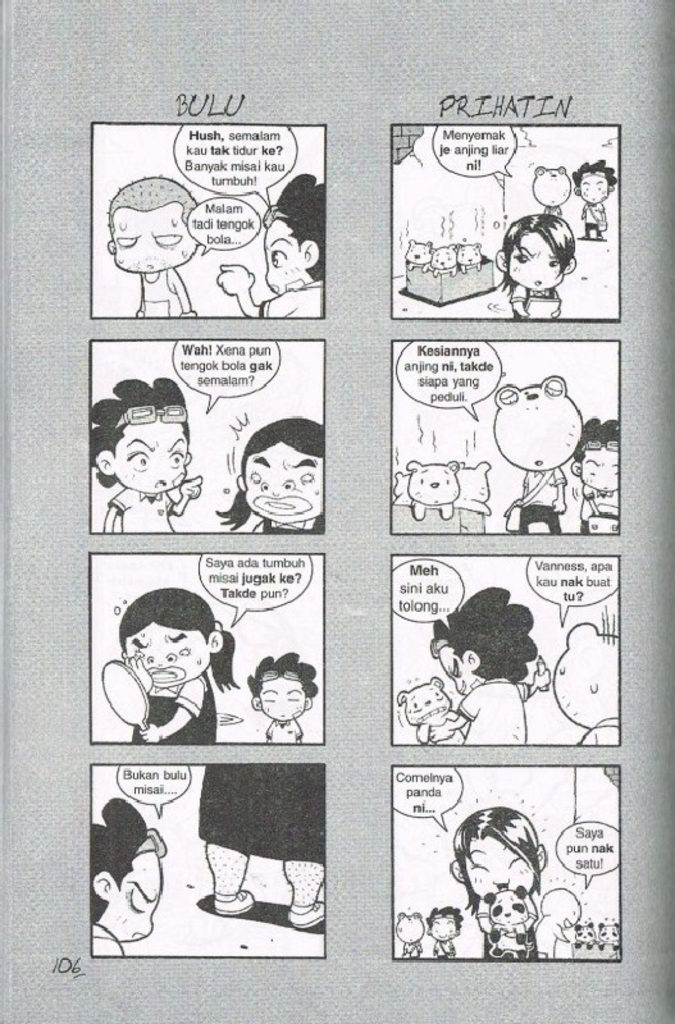 BULU
Hush, semalam
kau tak tidur ke?
Banyak misai kau
tumbuh!
Malam
tadi tengok
bola...
Wah! Xena pun
tengok bola gak
semalam?
Saya ada tumbuh
misai jugak ke?
Takde pun?
Bukan bulu
misai....
PRIHATIN
Menyemak
je anjing liar
ni!
Kesiannya
anjing ni, takde
siapa yang
peduli.
Meh
sini aku
tolong...
Vanness, apa
kau nak buat
tu?
Comelnya
panda
ni...
Saya
pun nak
satu!
106